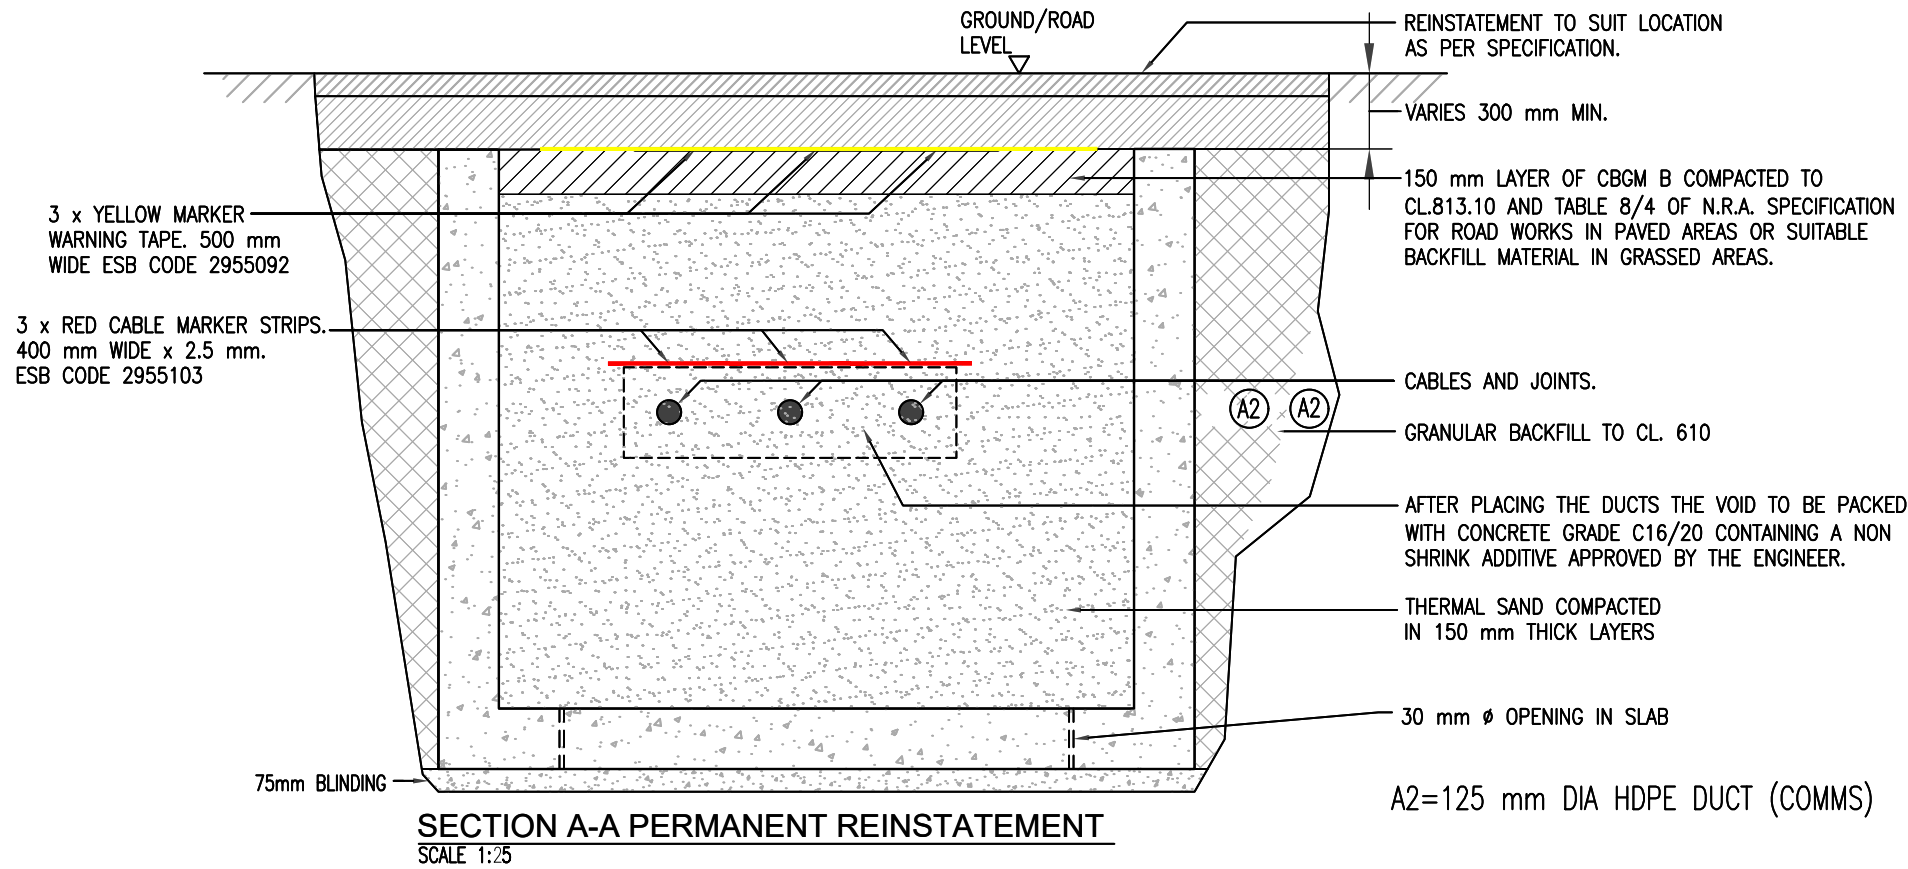 GROUND/ROAD
LEVEL
REINSTATEMENT TO SUIT LOCATION
AS PER SPECIFICATION.
VARIES 300 mm MIN.
150 mm LAYER OF CBGM B COMPACTED TO
CL.813.10 AND TABLE 8/4 OF N.R.A. SPECIFICATION
FOR ROAD WORKS IN PAVED AREAS OR SUITABLE
BACKFILL MATERIAL IN GRASSED AREAS.
3 x YELLOW MARKER
WARNING TAPE. 500 mm
WIDE ESB CODE 2955092
3 x RED CABLE MARKER STRIPS.
400 mm WIDE x 2.5 mm.
ESB CODE 2955103
CABLES AND JOINTS.
A2 A2
GRANULAR BACKFILL TO CL. 610
AFTER PLACING THE DUCTS THE VOID TO BE PACKED
WITH CONCRETE GRADE C16/20 CONTAINING A NON
SHRINK ADDITIVE APPROVED BY THE ENGINEER.
THERMAL SAND COMPACTED
IN 150 mm THICK LAYERS
30 mm ø OPENING IN SLAB
75mm BLINDING
A2=125 mm DIA HDPE DUCT (COMMS)
SECTION A-A PERMANENT REINSTATEMENT
SCALE 1:25